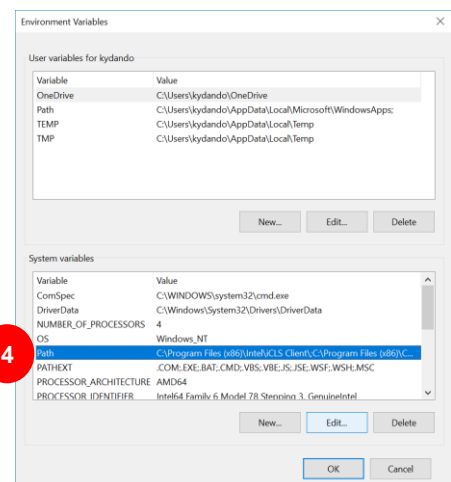 Environment Variables
User variables for kydando
Variable Value
OneDrive C:\Users\kydando\OneDrive
Path C:\Users\kydando\AppData\Local\Microsoft\WindowsApps;
TEMP C:\Users\kydando\AppData\Local\Temp
TMP C:\Users\kydando\AppData\Local\Temp
New... Edit... Delete
System variables
Variable Value
ComSpec C:\WINDOWS\system32\cmd.exe
DriverData C:\Windows\System32\Drivers\DriverData
NUMBER_OF_PROCESSORS 4
OS Windows_NT
4
Path C:\Program Files (x86)\Intel\iCLS Client\;C:\Program Files (x86)\C...
PATHEXT .COM;.EXE;.BAT;.CMD;.VBS;.VBE;.JS;.JSE;.WSF;.WSH;.MSC
PROCESSOR_ARCHITECTURE AMD64
PROCESSOR_IDENTIFIER Intel64 Family 6 Model 78 Stepping 3, GenuineIntel
New... Edit... Delete
OK Cancel